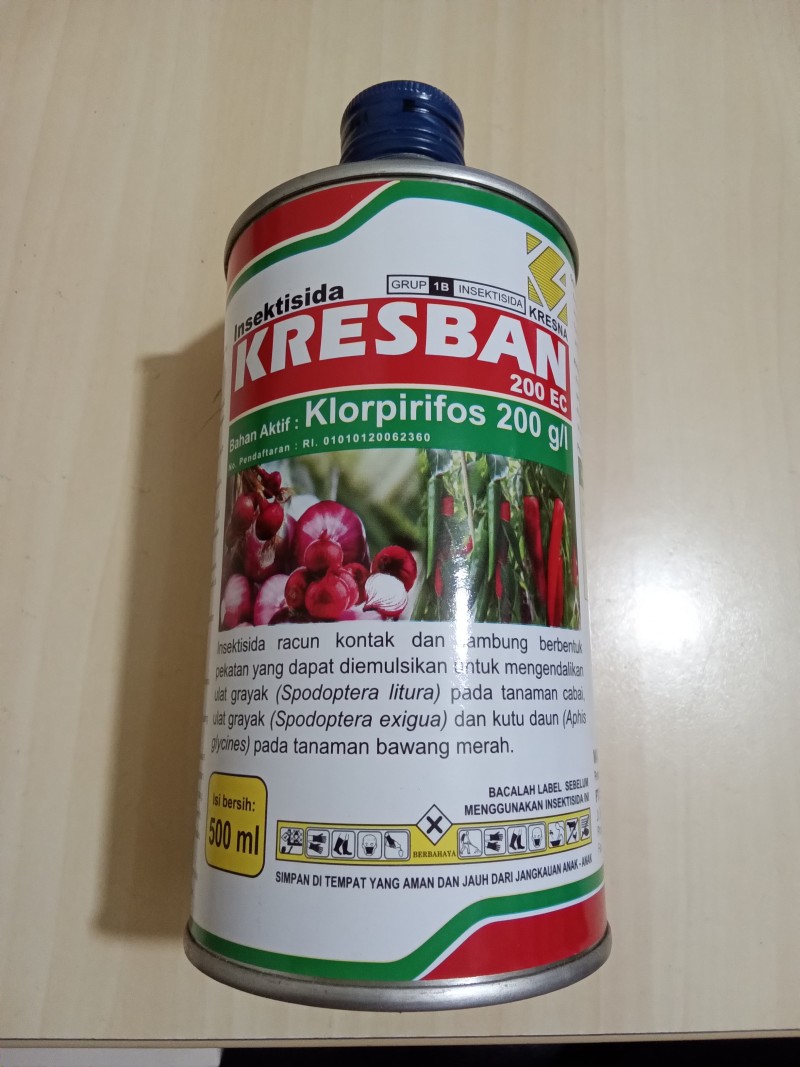 KRESNA
GRUP 1B INSEKTISIDA
Insektisida
KRESBAN
200 EC
Bahan Aktif : Klorpirifos 200 g/l
No. Pendaftaran : RI. 01010120062360
Insektisida racun kontak dan lambung berbentuk
pekatan yang dapat diemulsikan untuk mengendalikan
ulat grayak (Spodoptera litura) pada tanaman cabai,
ulat grayak (Spodoptera exigua) dan kutu daun (Aphis
glycines) pada tanaman bawang merah.
Isi bersih:
500 ml
BACALAH LABEL SEBELUM
MENGGUNAKAN INSEKTISIDA INI
BERBAHAYA
SIMPAN DI TEMPAT YANG AMAN DAN JAUH DARI JANGKAUAN ANAK - ANAK